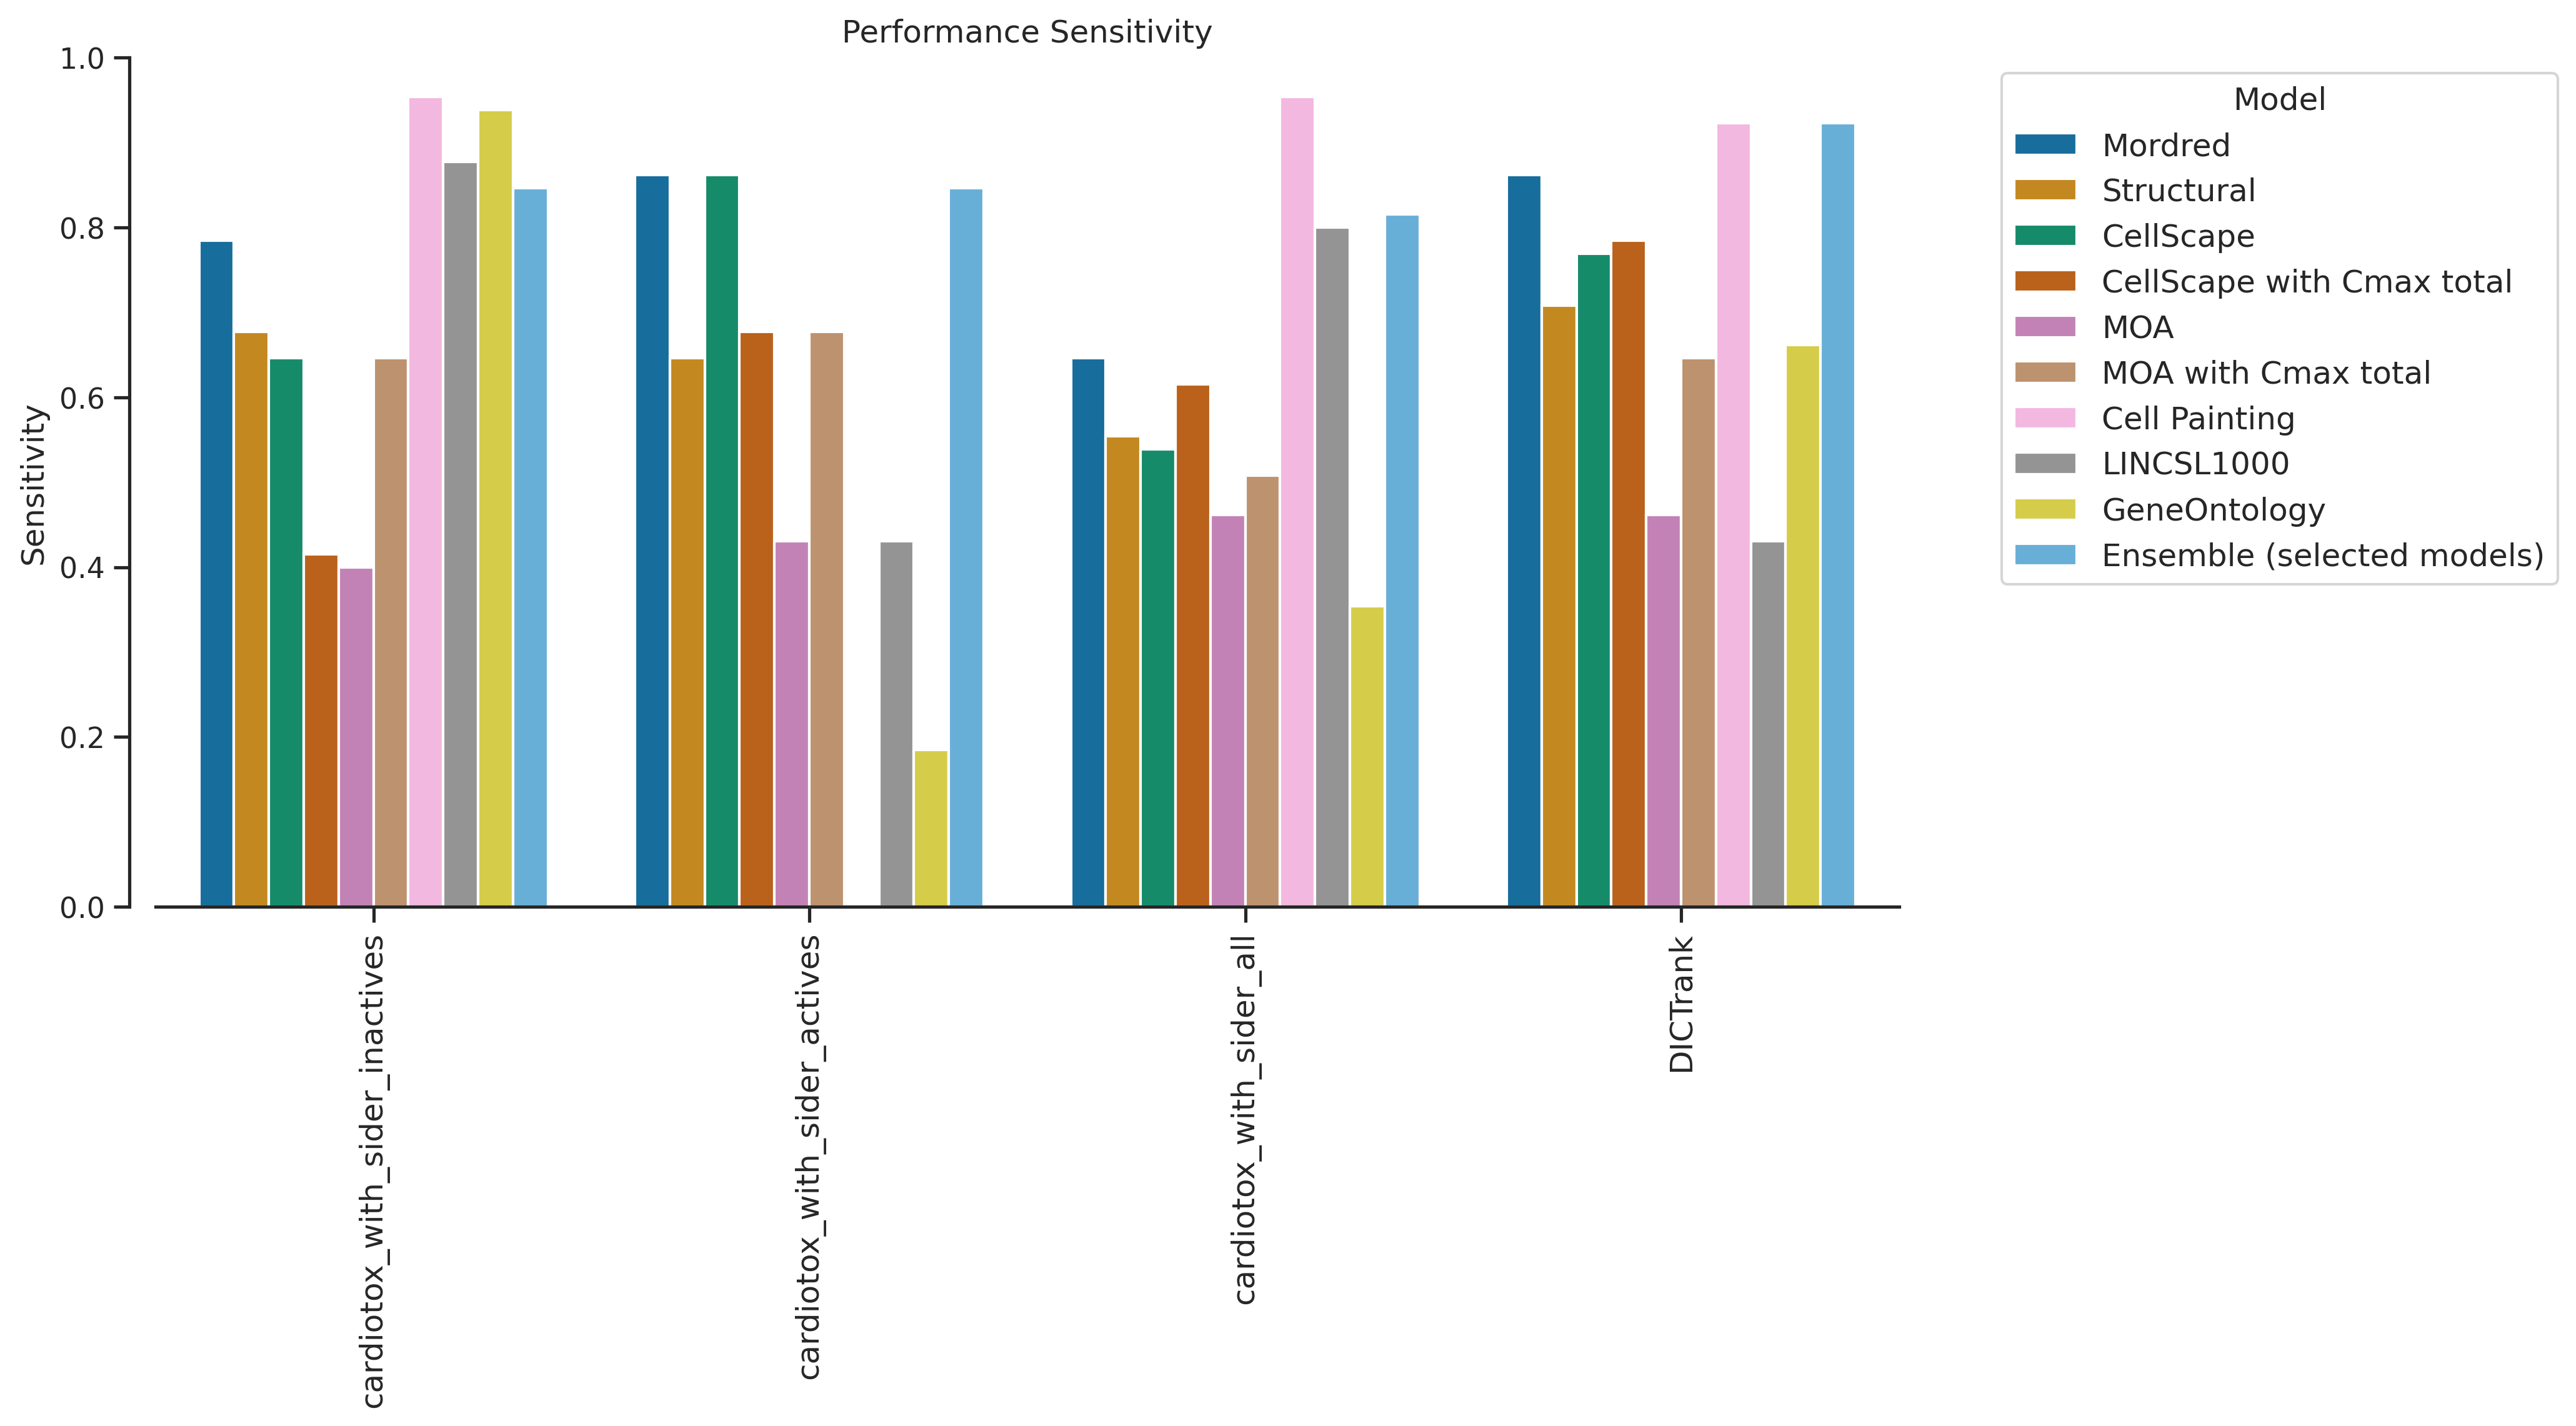 Performance Sensitivity
1.0
0.8
0.6
0.4
0.2
0.0
Sensitivity
cardiotox_with_sider_inactives
cardiotox_with_sider_actives
cardiotox_with_sider_all
DICTrank
Model
Mordred
Structural
CellScape
CellScape with Cmax total
MOA
MOA with Cmax total
Cell Painting
LINCSL1000
GeneOntology
Ensemble (selected models)